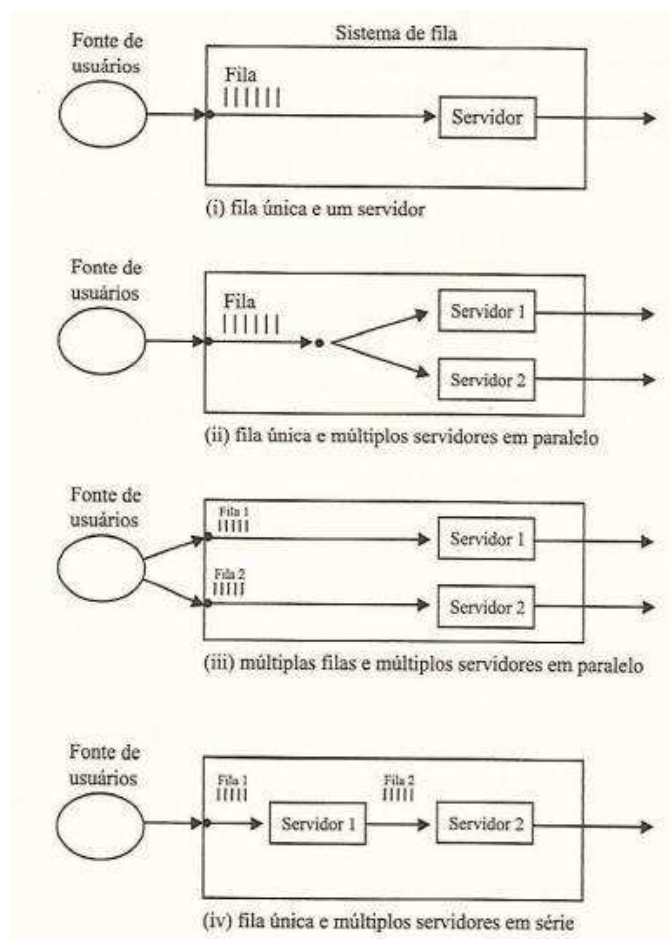 Fonte de
usuários
Sistema de fila
Fila
Servidor
(i) fila única e um servidor
Fonte de
usuários
Fila
Servidor 1
Servidor 2
(ii) fila única e múltiplos servidores em paralelo
Fonte de
usuários
Fila 1
Servidor 1
Fila 2
Servidor 2
(iii) múltiplas filas e múltiplos servidores em paralelo
Fonte de
usuários
Fila 1
Fila 2
Servidor 1
Servidor 2
(iv) fila única e múltiplos servidores em série